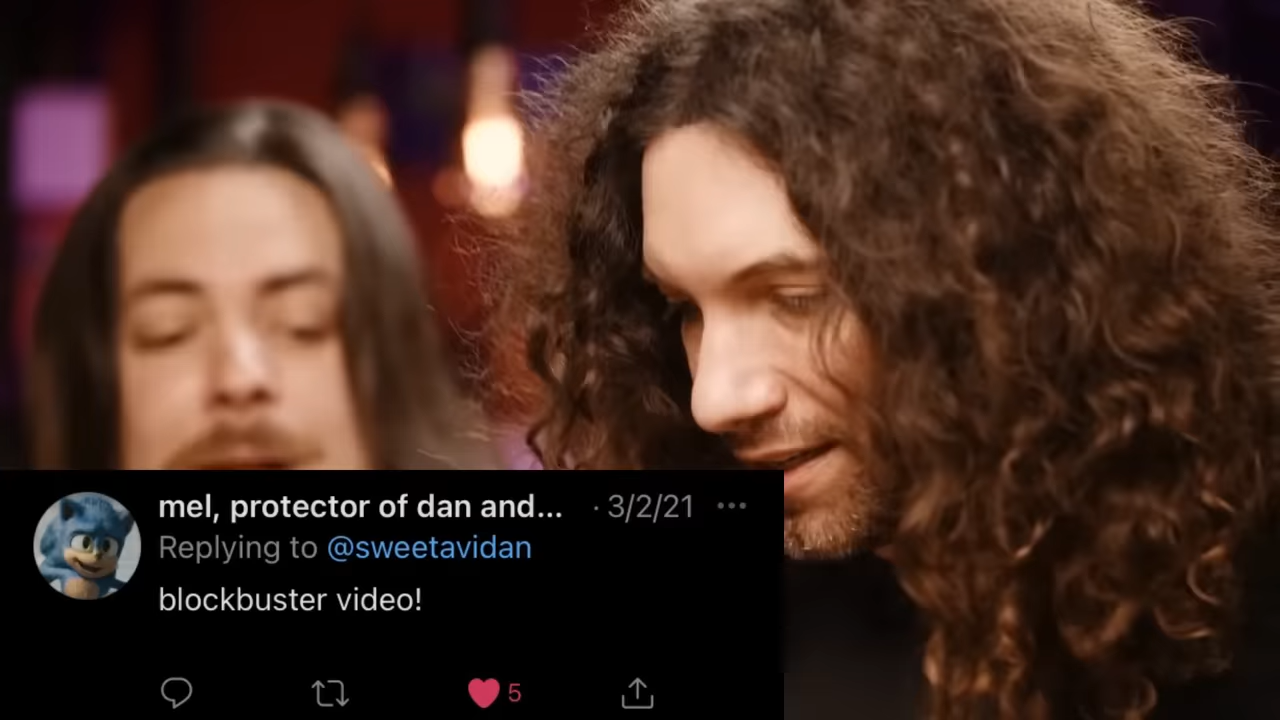 mel, protector of dan and... · 3/2/21
Replying to @sweetavidan
blockbuster video!
5